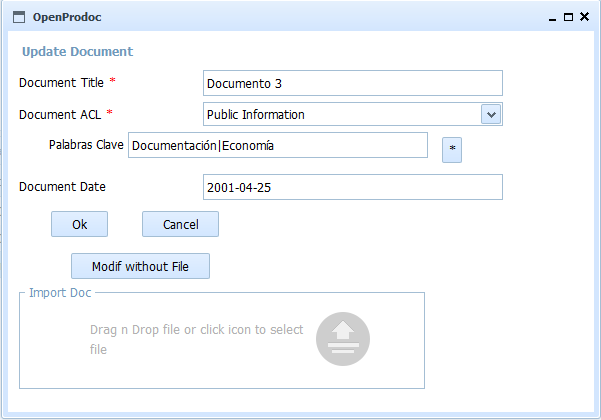 OpenProdoc
Update Document
Document Title * Documento 3
Document ACL * Public Information
Palabras Clave Documentación|Economía *
Document Date 2001-04-25
Ok Cancel
Modif without File
Import Doc
Drag n Drop file or click icon to select
file